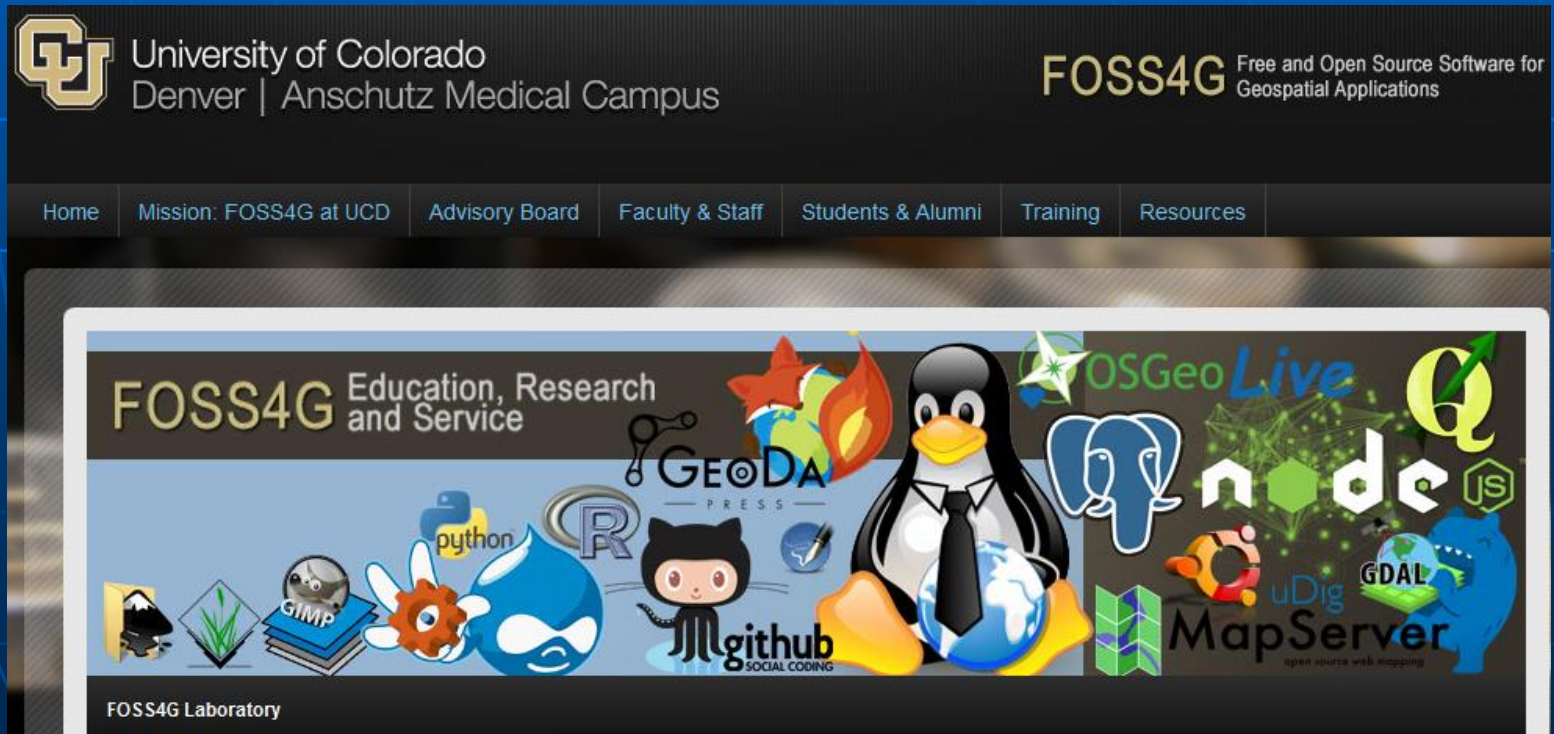 CU
University of Colorado
Denver | Anschutz Medical Campus
FOSS4G
Free and Open Source Software for
Geospatial Applications
Home
Mission: FOSS4G at UCD
Advisory Board
Faculty & Staff
Students & Alumni
Training
Resources
FOSS4G
Education, Research
and Service
GEODA
PRESS
OSGeo Live
Q
node
JS
python
R
GIMP
github
SOCIAL CODING
uDig
GDAL
MapServer
open source web mapping
FOSS4G Laboratory